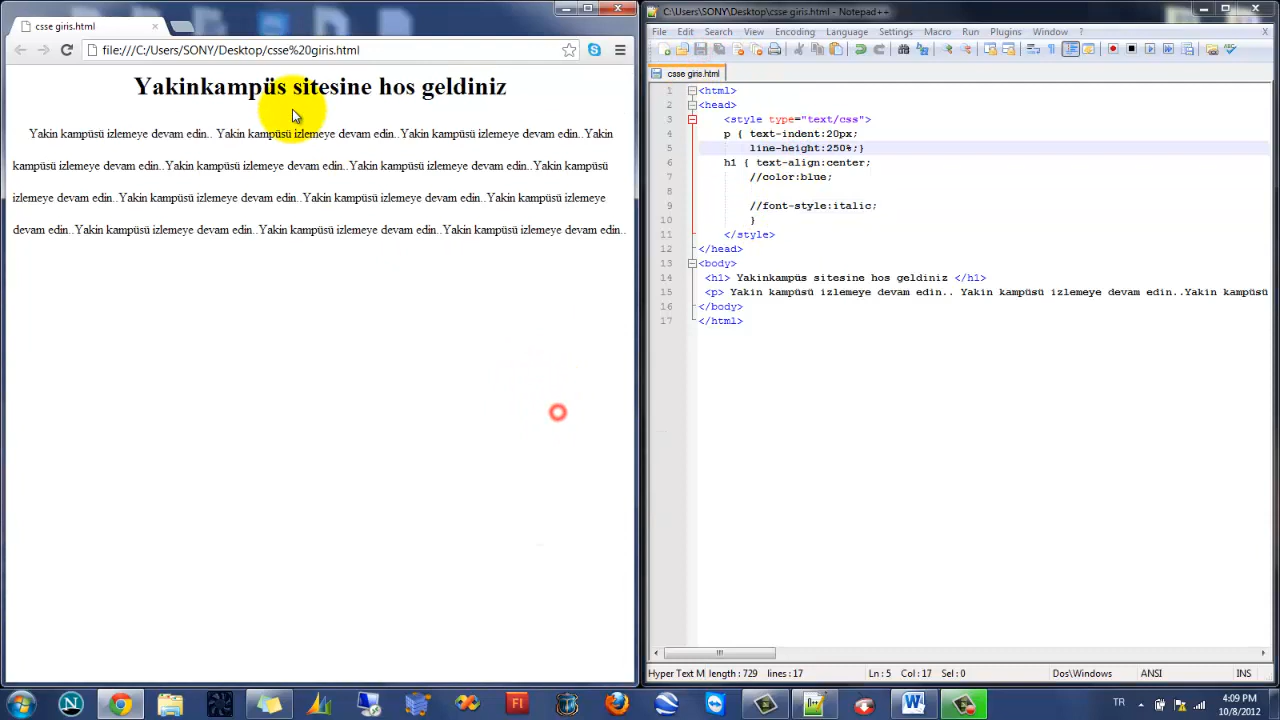 csse giris.html
file:///C:/Users/SONY/Desktop/csse%20giris.html
Yakinkampüs sitesine hos geldiniz
Yakin kampüsü izlemeye devam edin.. Yakin kampüsü izlemeye devam edin..Yakin kampüsü izlemeye devam edin..Yakin
kampüsü izlemeye devam edin..Yakin kampüsü izlemeye devam edin..Yakin kampüsü izlemeye devam edin..Yakin kampüsü
izlemeye devam edin..Yakin kampüsü izlemeye devam edin..Yakin kampüsü izlemeye devam edin..Yakin kampüsü izlemeye
devam edin..Yakin kampüsü izlemeye devam edin..Yakin kampüsü izlemeye devam edin..Yakin kampüsü izlemeye devam edin..
C:\Users\SONY\Desktop\csse giris.html - Notepad++
File Edit Search View Encoding Language Settings Macro Run Plugins Window ?
csse giris.html
1 <html>
2 <head>
3 <style type="text/css">
4 p { text-indent:20px;
5 line-height:250%;}
6 h1 { text-align:center;
7 //color:blue;
8
9 //font-style:italic;
10 }
11 </style>
12 </head>
13 <body>
14 <h1> Yakinkampüs sitesine hos geldiniz </h1>
15 <p> Yakin kampüsü izlemeye devam edin.. Yakin kampüsü izlemeye devam edin..Yakin kampüsü
16 </body>
17 </html>
Hyper Text M length : 729 lines : 17 Ln : 5 Col : 17 Sel : 0 Dos\Windows ANSI INS
Fl
TR
4:09 PM
10/8/2012